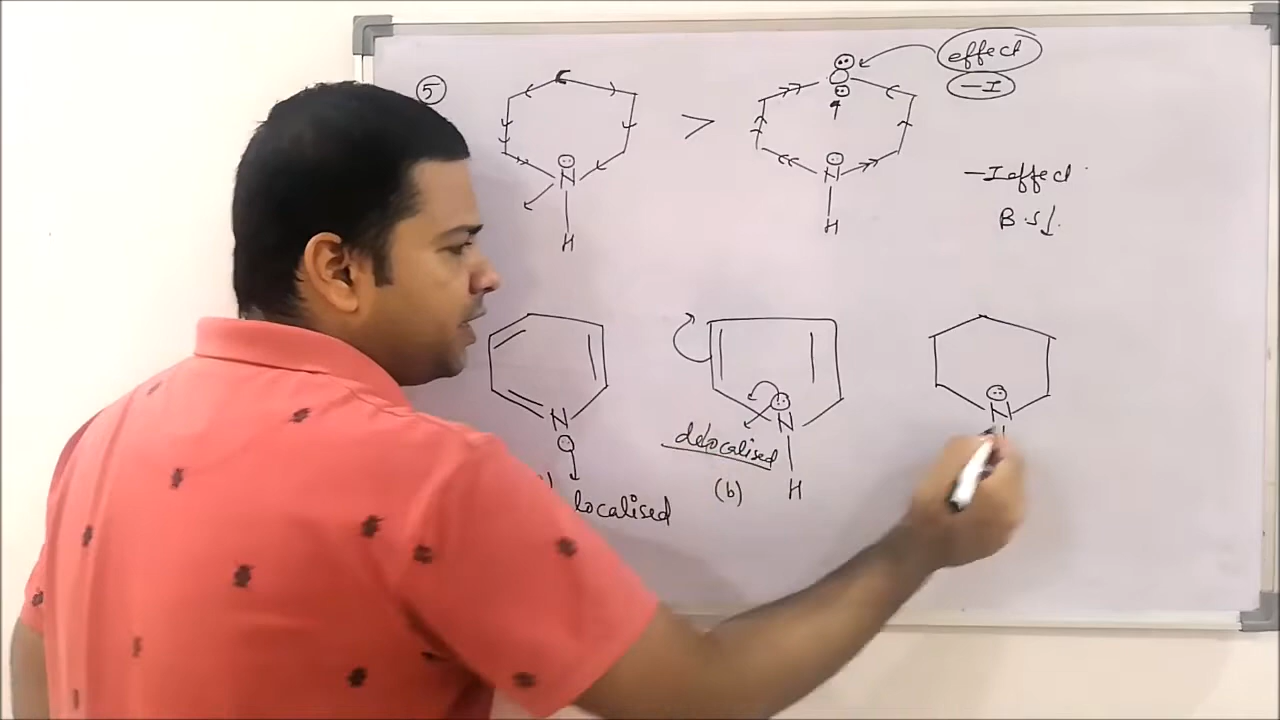 5
effect
-I
>
N
H
N
H
-I effect
B.S↓
N
localised
N
H
delocalised
(b)
N